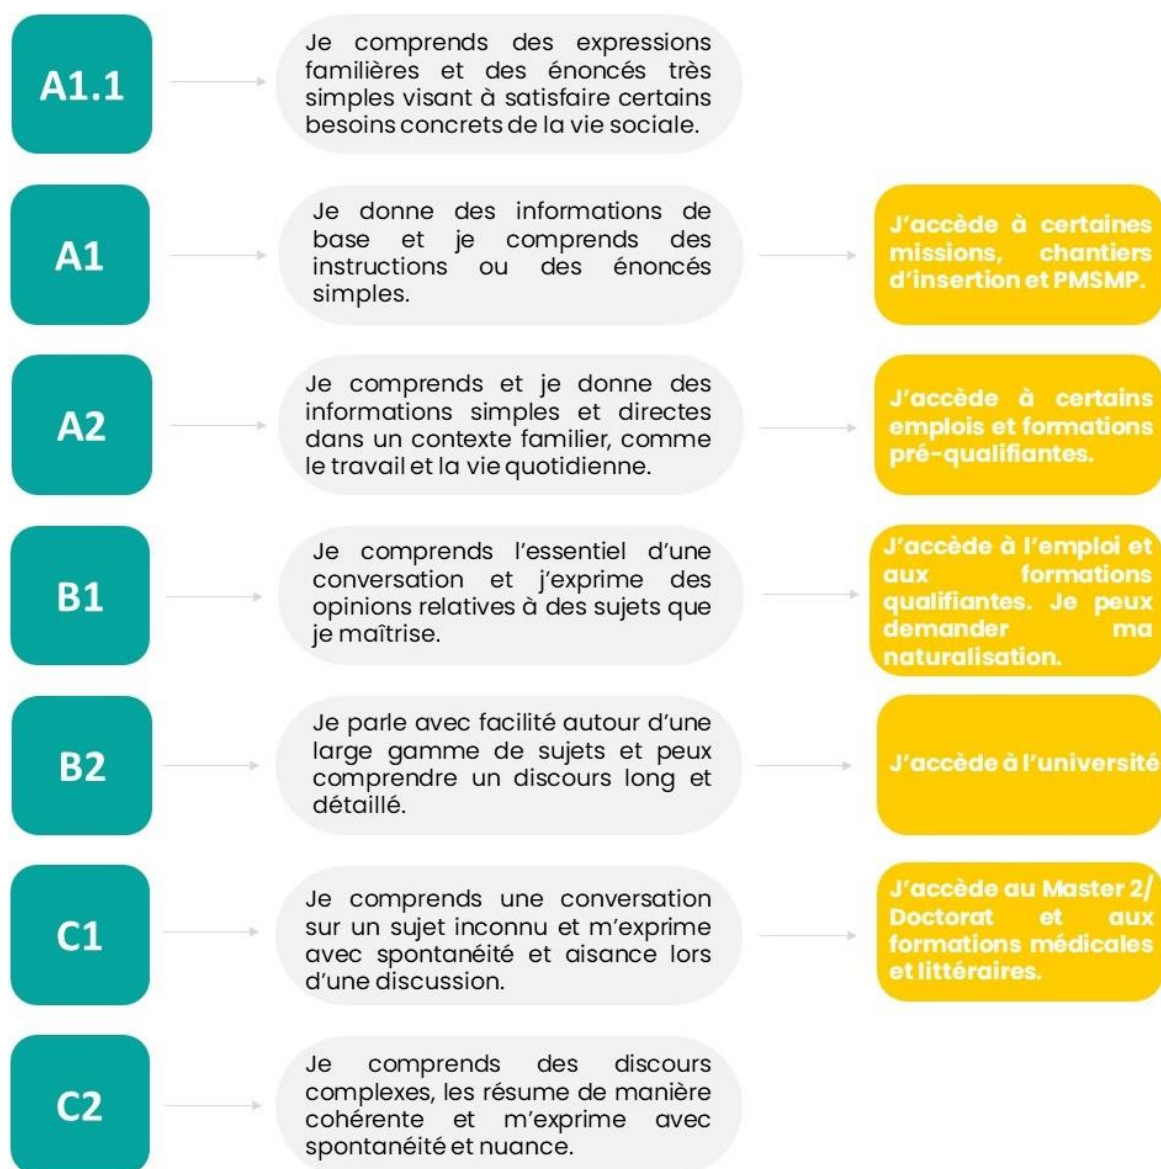 A1.1
Je comprends des expressions
familières et des énoncés très
simples visant à satisfaire certains
besoins concrets de la vie sociale.
A1
Je donne des informations de
base et je comprends des
instructions ou des énoncés
simples.
J'accède à certaines
missions, chantiers
d'insertion et PMSMP.
A2
Je comprends et je donne des
informations simples et directes
dans un contexte familier, comme
le travail et la vie quotidienne.
J'accède à certains
emplois et formations
pré-qualifiantes.
B1
Je comprends l'essentiel d'une
conversation et j'exprime des
opinions relatives à des sujets que
je maîtrise.
J'accède à l'emploi et
aux formations
qualifiantes. Je peux
demander ma
naturalisation.
B2
Je parle avec facilité autour d'une
large gamme de sujets et peux
comprendre un discours long et
détaillé.
J'accède à l'université
C1
Je comprends une conversation
sur un sujet inconnu et m'exprime
avec spontanéité et aisance lors
d'une discussion.
J'accède au Master 2/
Doctorat et aux
formations médicales
et littéraires.
C2
Je comprends des discours
complexes, les résume de manière
cohérente et m'exprime avec
spontanéité et nuance.